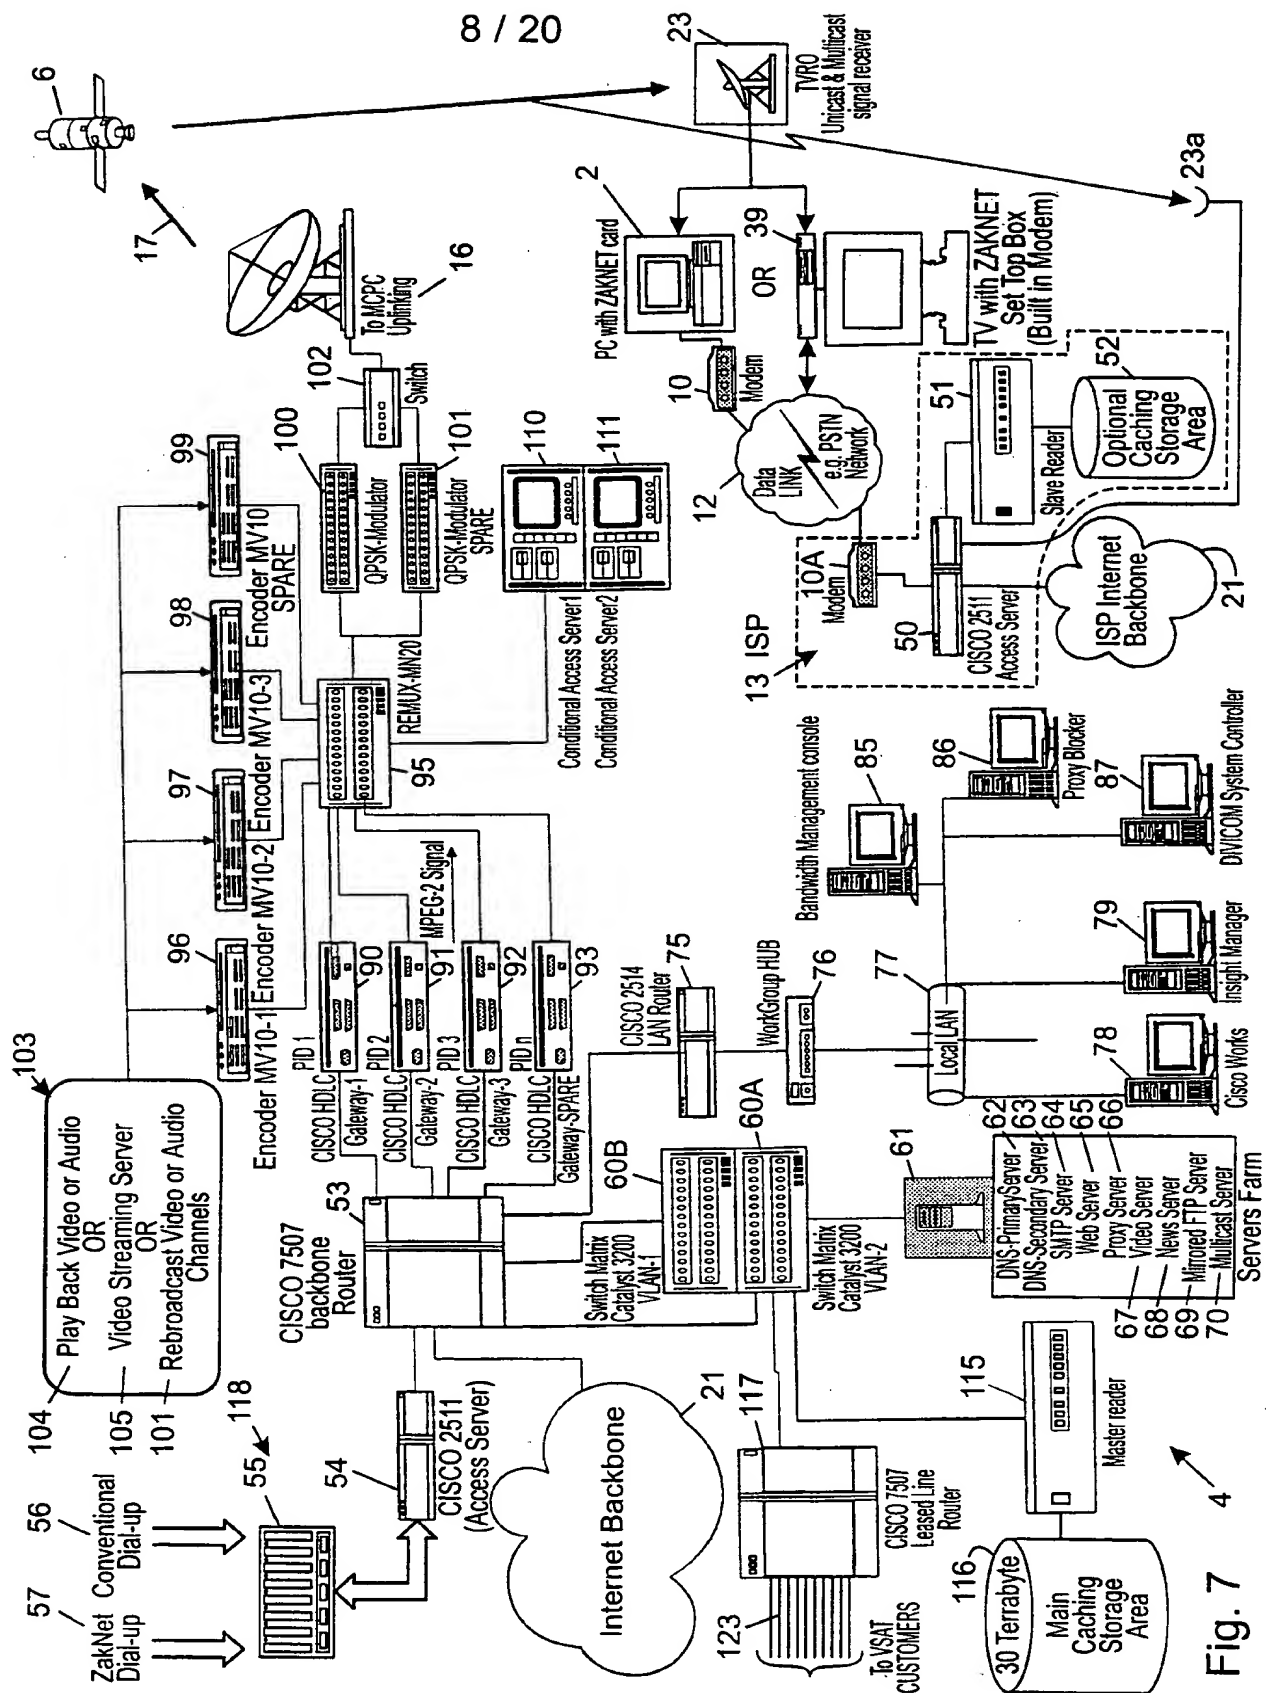 8 / 20
103
104
Play Back Video or Audio
OR
105
Video Streaming Server
OR
101
Rebroadcast Video or Audio
Channels
96
97
98
99
Encoder MV10-1
Encoder MV10-2
Encoder MV10-3
Encoder MV10
SPARE
6
17
To MCPC
Uplinking
16
102
Switch
100
QPSK-Modulator
101
QPSK-Modulator
SPARE
REMUX-MN20
95
110
111
Conditional Access Server1
Conditional Access Server2
57
56
ZakNet
Dial-up
Conventional
Dial-up
55
118
54
CISCO 2511
(Access Server)
CISCO 7507
backbone
Router
53
PID 1
CISCO HDLC
Gateway-1
90
PID 2
CISCO HDLC
Gateway-2
91
PID 3
CISCO HDLC
Gateway-3
92
PID n
CISCO HDLC
Gateway-SPARE
93
MPEG-2 Signal
23
TVRO
Unicast & Multicast
signal receiver
2
PC with ZAKNET card
39
OR
TV with ZAKNET
Set Top Box
(Built in Modem)
23a
10
Modem
12
Data
LINK
e.g. PSTN
Network
13 ISP
10A
Modem
50
CISCO 2511
Access Server
51
Slave Reader
52
Optional
Caching
Storage
Area
ISP Internet
Backbone
21
CISCO 2514
LAN Router
75
WorkGroup HUB
76
77
Local LAN
Bandwidth Management console
85
86
Proxy Blocker
87
DIVICOM System Controller
79
Insight Manager
78
Cisco Works
60B
60A
Switch Matrix
Catalyst 3200
VLAN-1
Switch Matrix
Catalyst 3200
VLAN-2
61
DNS-PrimaryServer
62
DNS-Secondary Server
63
SMTP Server
64
Web Server
65
Proxy Server
66
67
Video Server
68
News Server
69
Mirrored FTP Server
70
Multicast Server
Servers Farm
Internet Backbone
21
117
CISCO 7507
Leased Line
Router
123
To VSAT
CUSTOMERS
115
Master reader
116
30 Terrabyte
Main
Caching
Storage
Area
4
Fig. 7